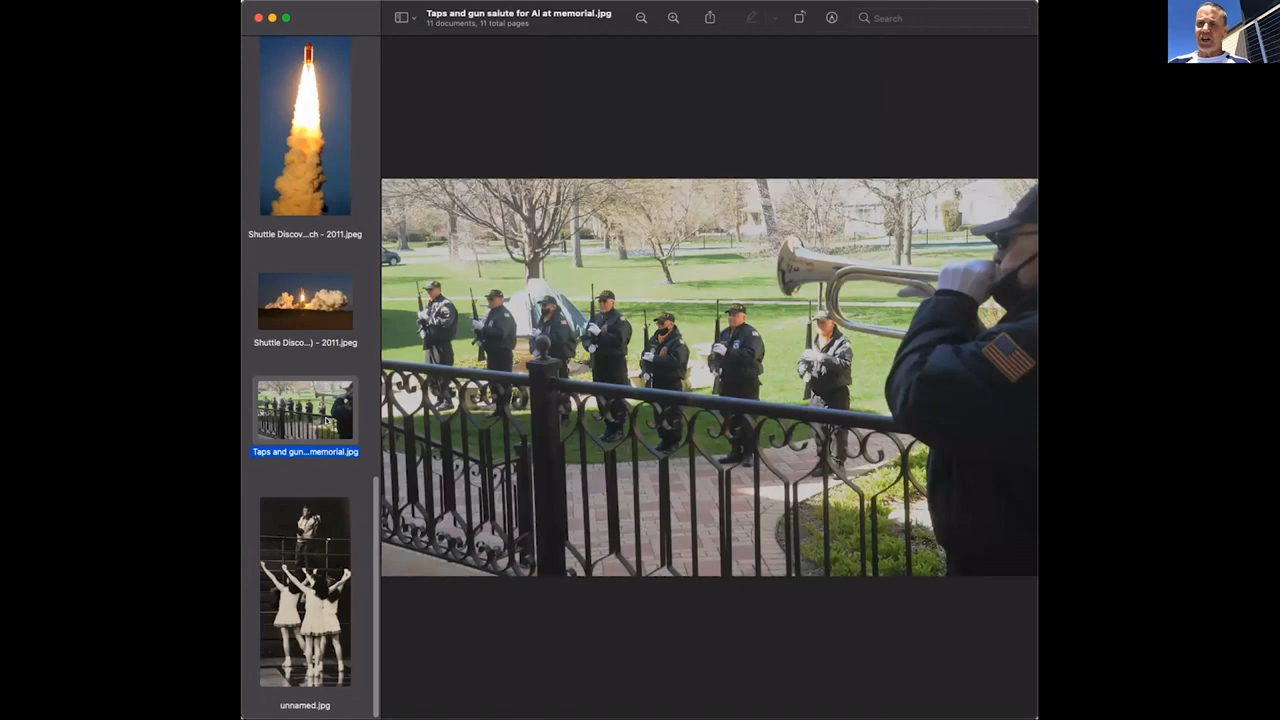 Taps and gun salute for Al at memorial.jpg
11 documents, 11 total pages
Search
Shuttle Discov...ch - 2011.jpeg
Shuttle Disco...) - 2011.jpeg
Taps and gun...memorial.jpg
unnamed.jpg